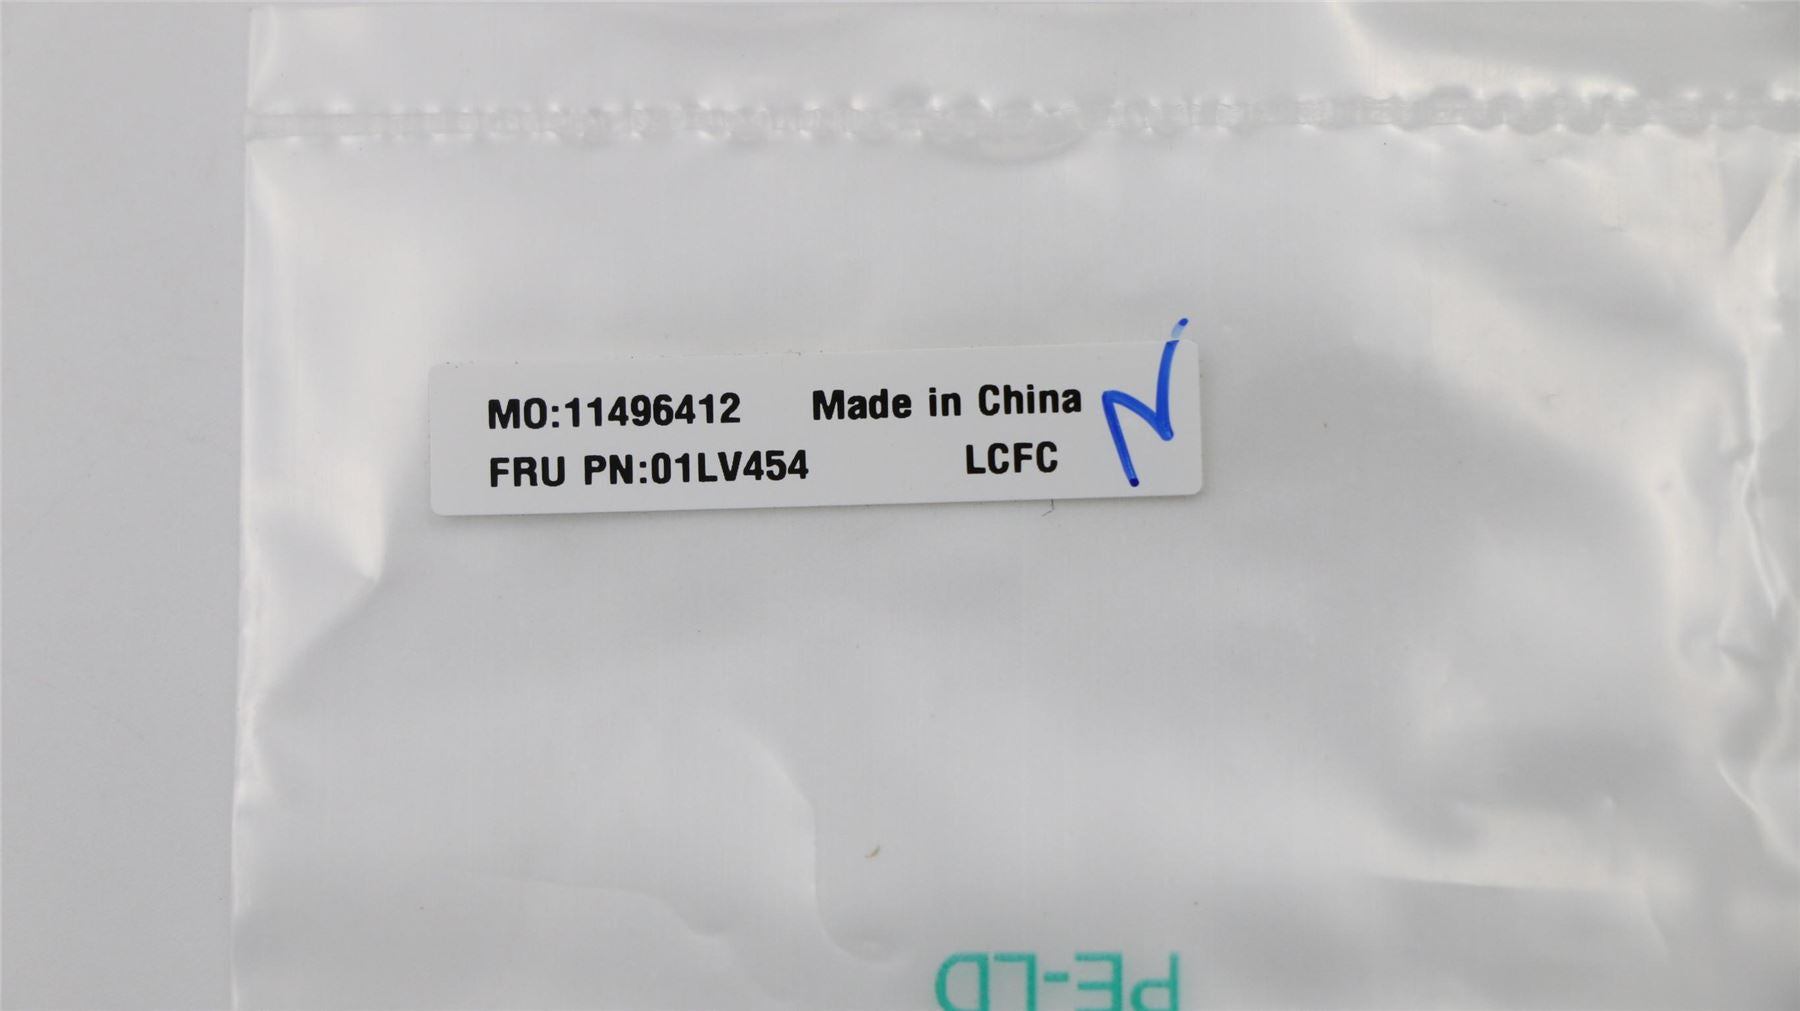 MO:11496412 Made in China
FRU PN:01LV454 LCFC
N
PE-LD